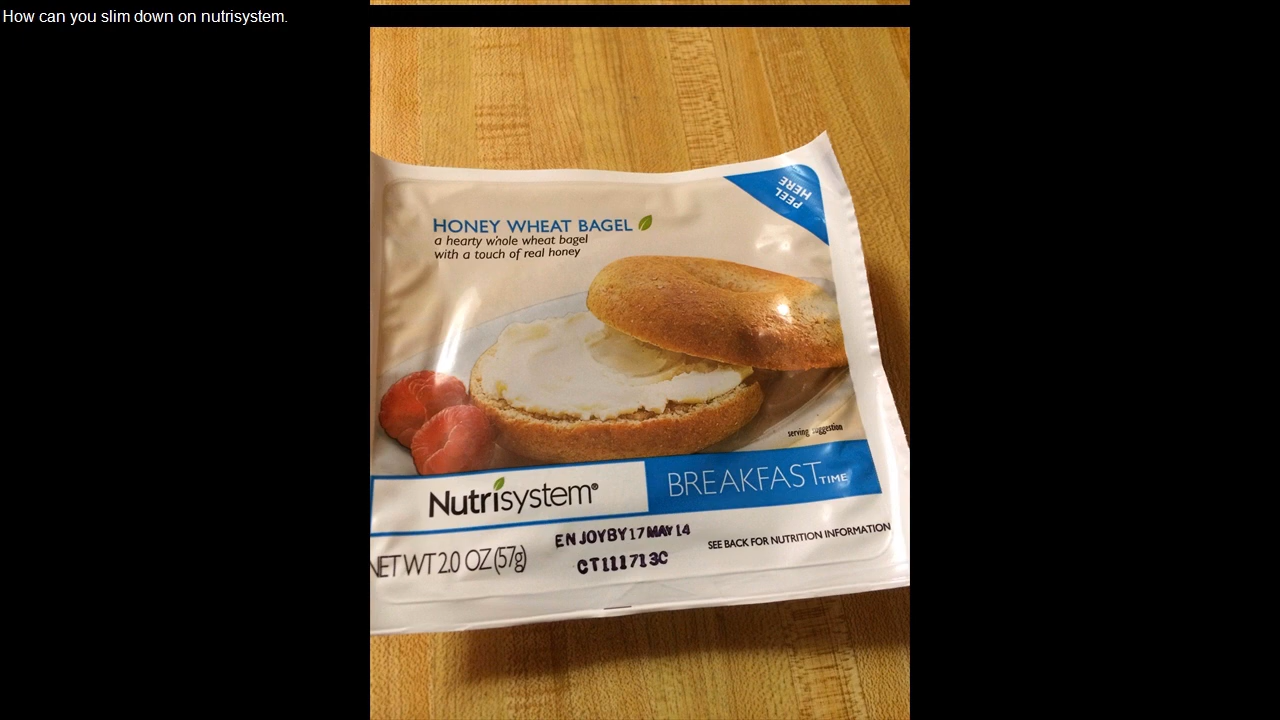 How can you slim down on nutrisystem.
PEEL
HERE
HONEY WHEAT BAGEL
a hearty whole wheat bagel
with a touch of real honey
serving suggestion
Nutrisystem®
BREAKFAST TIME
ENJOY BY 17 MAY 14
CT111713C
NET WT 2.0 OZ (57g)
SEE BACK FOR NUTRITION INFORMATION